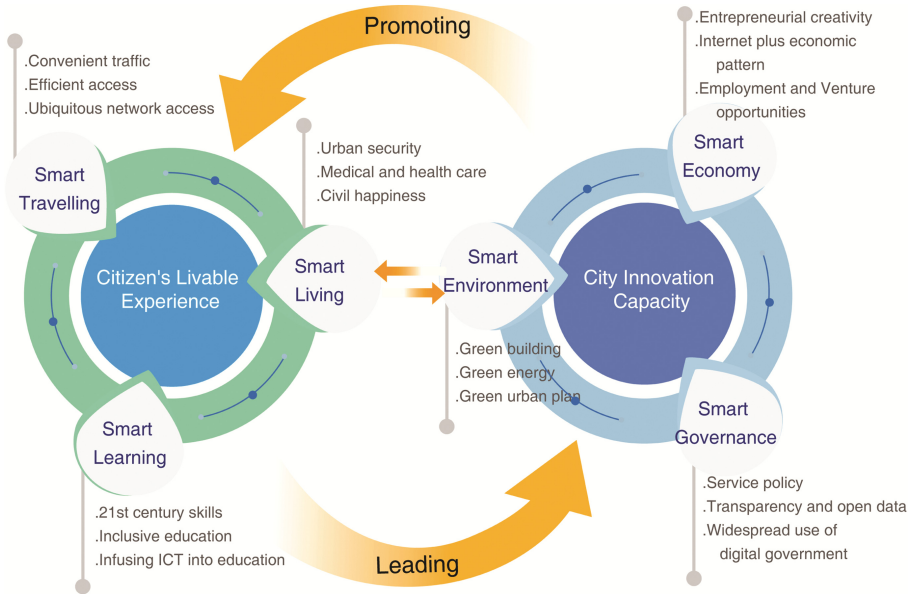 Promoting
.Convenient traffic
.Efficient access
.Ubiquitous network access
Smart
Travelling
.Urban security
.Medical and health care
.Civil happiness
Smart
Living
Citizen's Livable
Experience
Smart
Learning
.21st century skills
.Inclusive education
.Infusing ICT into education
.Entrepreneurial creativity
.Internet plus economic
pattern
.Employment and Venture
opportunities
Smart
Economy
Smart
Environment
City Innovation
Capacity
.Green building
.Green energy
.Green urban plan
Smart
Governance
.Service policy
.Transparency and open data
.Widespread use of
digital government
Leading